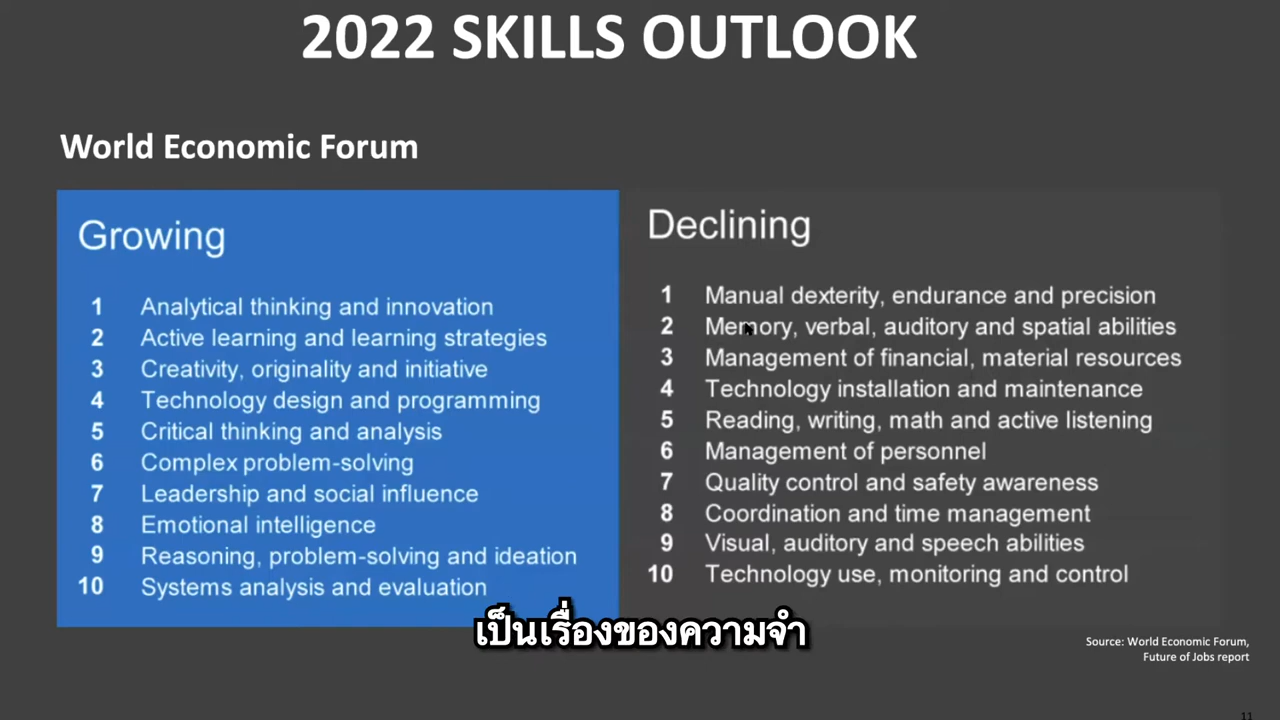 2022 SKILLS OUTLOOK
World Economic Forum
Growing
1 Analytical thinking and innovation
2 Active learning and learning strategies
3 Creativity, originality and initiative
4 Technology design and programming
5 Critical thinking and analysis
6 Complex problem-solving
7 Leadership and social influence
8 Emotional intelligence
9 Reasoning, problem-solving and ideation
10 Systems analysis and evaluation
Declining
1 Manual dexterity, endurance and precision
2 Memory, verbal, auditory and spatial abilities
3 Management of financial, material resources
4 Technology installation and maintenance
5 Reading, writing, math and active listening
6 Management of personnel
7 Quality control and safety awareness
8 Coordination and time management
9 Visual, auditory and speech abilities
10 Technology use, monitoring and control
เป็นเรื่องของความจำ
Source: World Economic Forum,
Future of Jobs report
11